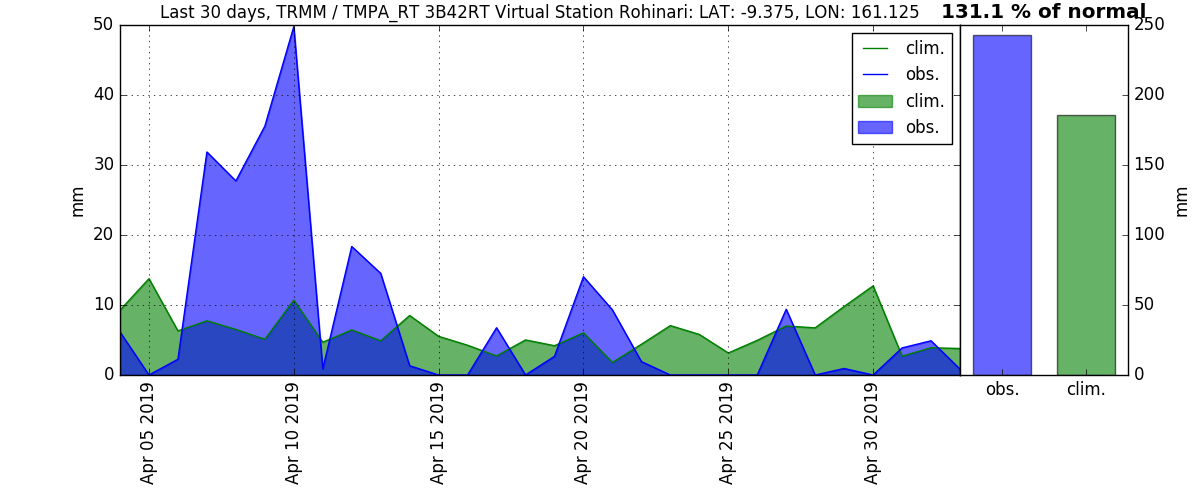 Last 30 days, TRMM / TMPA_RT 3B42RT Virtual Station Rohinari: LAT: -9.375, LON: 161.125
131.1 % of normal
50
40
30
20
10
0
mm
clim.
obs.
clim.
obs.
Apr 05 2019
Apr 10 2019
Apr 15 2019
Apr 20 2019
Apr 25 2019
Apr 30 2019
250
200
150
100
50
0
mm
obs.
clim.